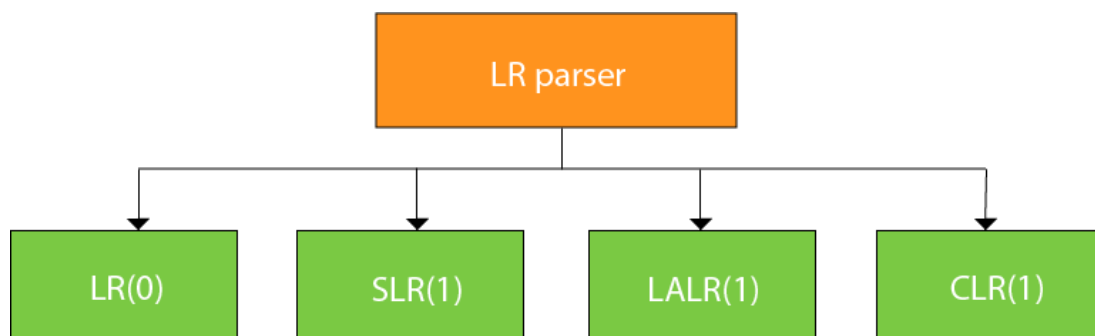 LR parser
LR(0)
SLR(1)
LALR(1)
CLR(1)